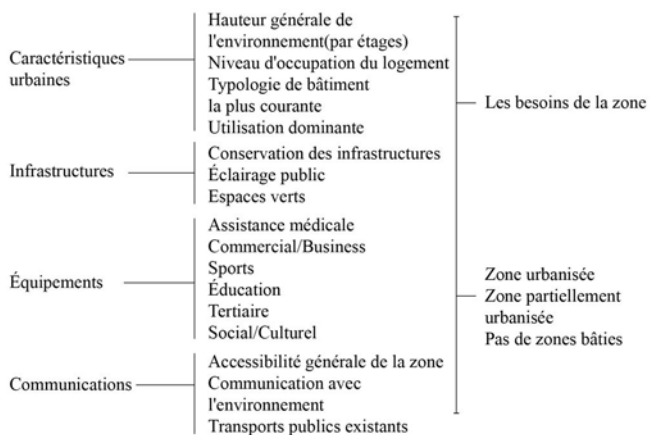 Caractéristiques
urbaines
Hauteur générale de
l'environnement(par étages)
Niveau d'occupation du logement
Typologie de bâtiment
la plus courante
Utilisation dominante
Infrastructures
Conservation des infrastructures
Éclairage public
Espaces verts
Équipements
Assistance médicale
Commercial/Business
Sports
Éducation
Tertiaire
Social/Culturel
Communications
Accessibilité générale de la zone
Communication avec
l'environnement
Transports publics existants
Les besoins de la zone
Zone urbanisée
Zone partiellement
urbanisée
Pas de zones bâties